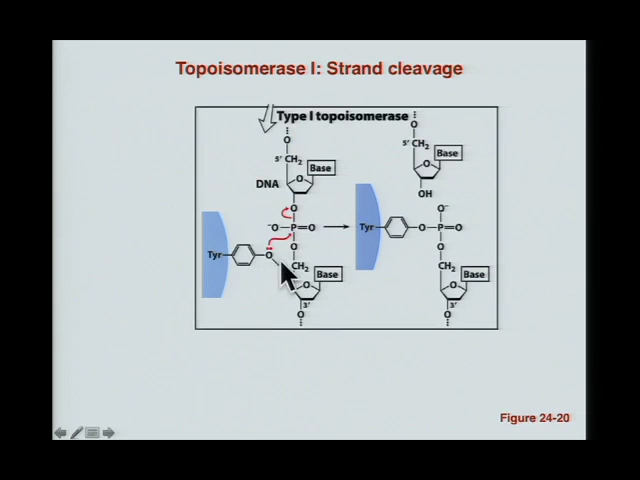 Topoisomerase I: Strand cleavage
Type I topoisomerase
O
O
5′ CH₂
5′ CH₂
Base
Base
O
O
DNA
OH
O
O⁻
⁻O—P=O
Tyr
O—P=O
Tyr
O
O
O
CH₂
CH₂
Base
Base
O
O
3′
3′
O
O
Figure 24-20